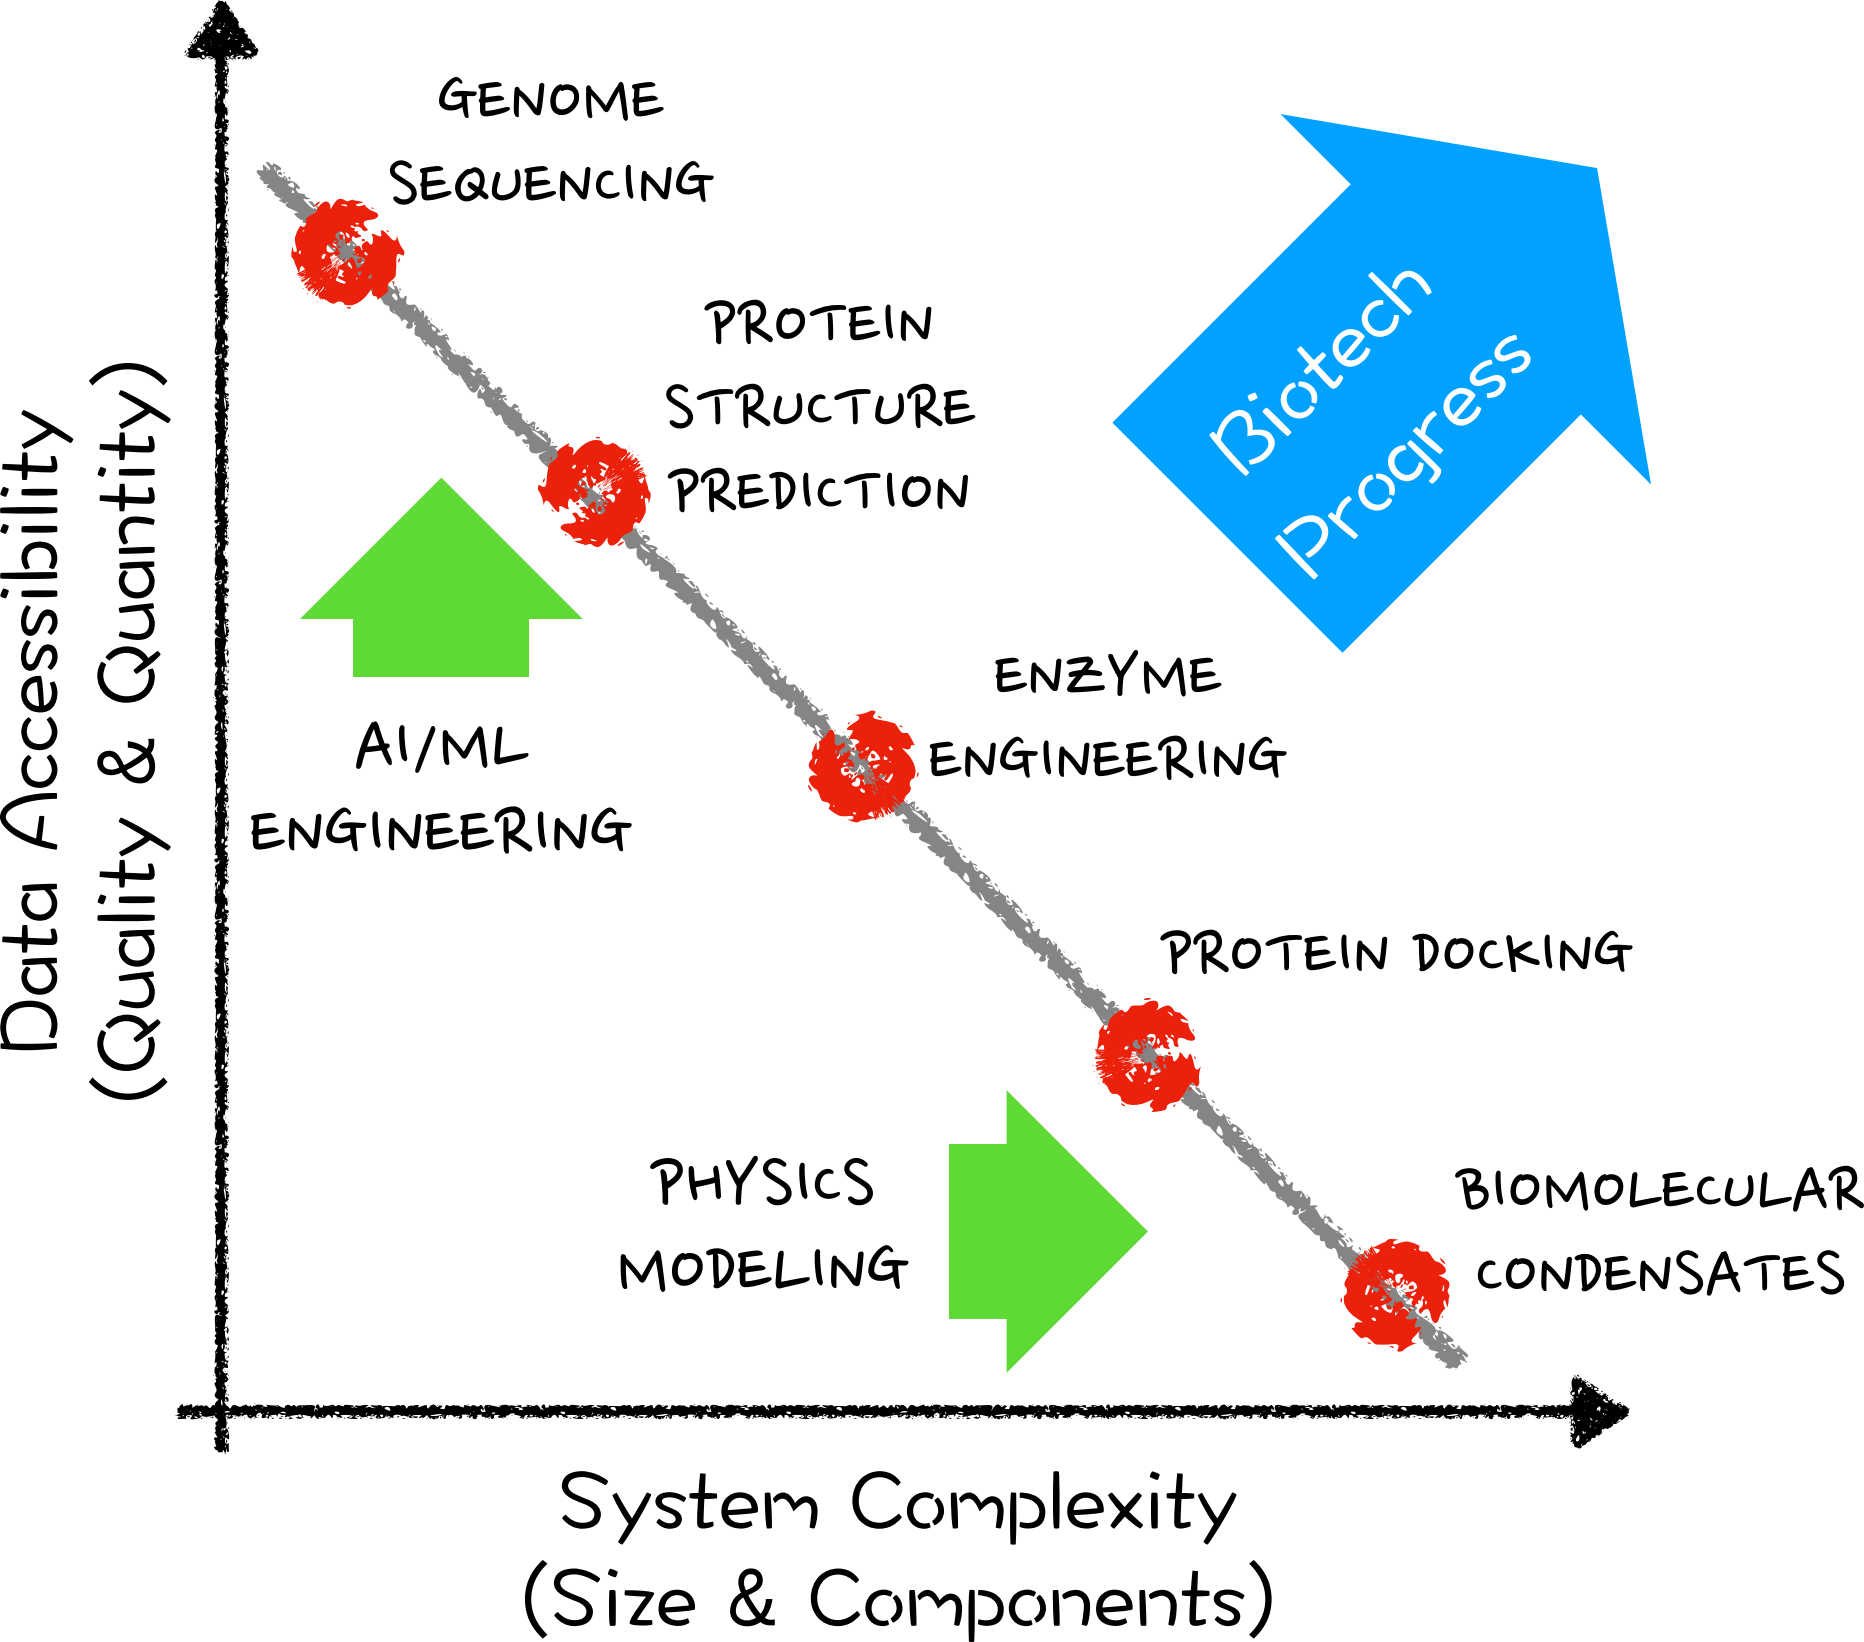 GENOME
SEQUENCING
PROTEIN
STRUCTURE
PREDICTION
Biotech
Progress
ENZYME
ENGINEERING
AI/ML
ENGINEERING
PROTEIN DOCKING
PHYSICS
MODELING
BIOMOLECULAR
CONDENSATES
Data Accessibility
(Quality & Quantity)
System Complexity
(Size & Components)